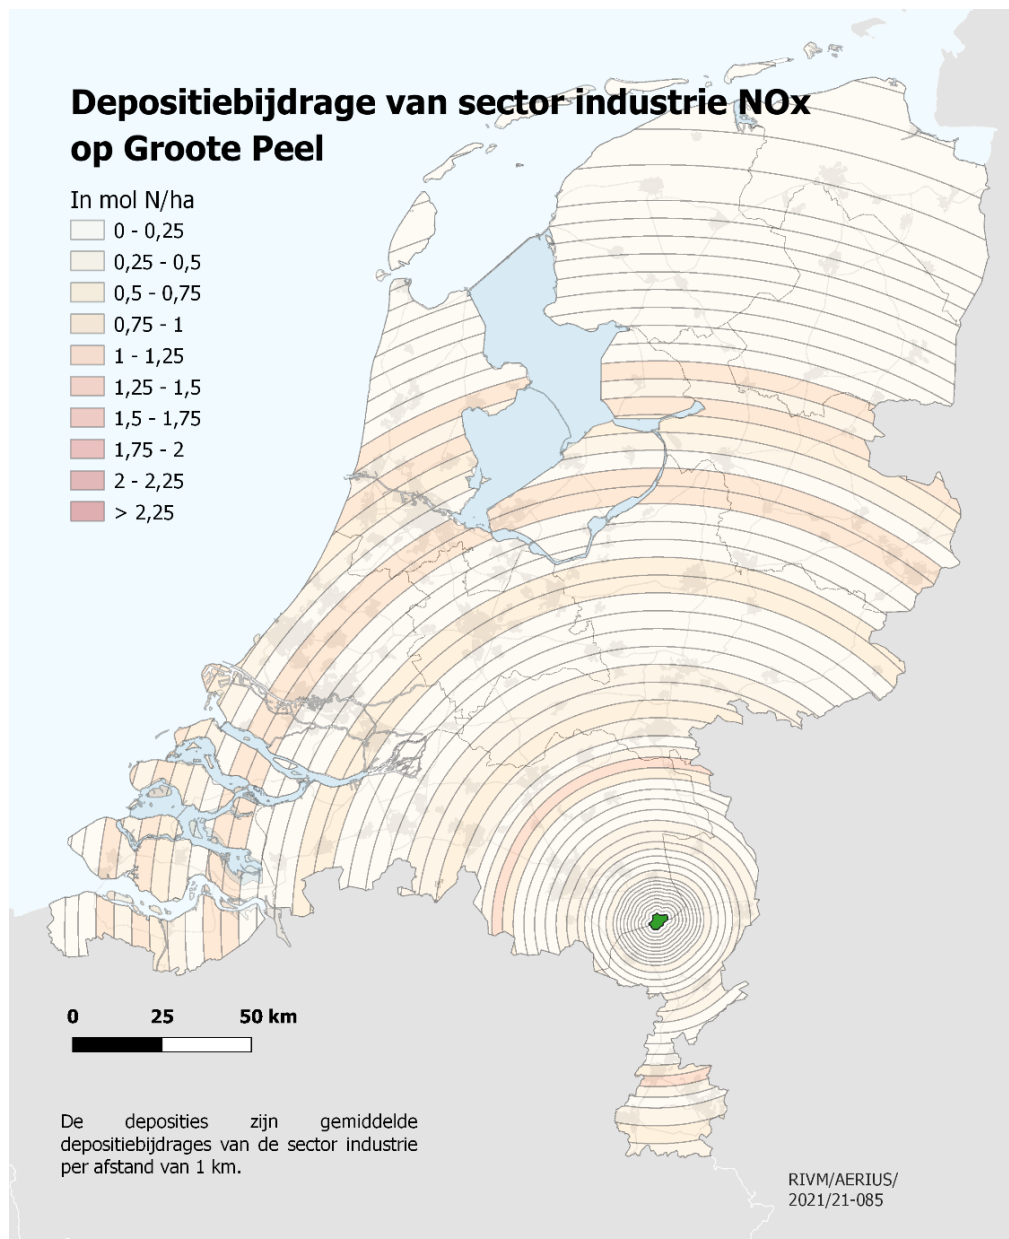 Depositiebijdrage van sector industrie NOx
op Groote Peel
In mol N/ha
0 - 0,25
0,25 - 0,5
0,5 - 0,75
0,75 - 1
1 - 1,25
1,25 - 1,5
1,5 - 1,75
1,75 - 2
2 - 2,25
> 2,25
0 25 50 km
De deposities zijn gemiddelde
depositiebijdrages van de sector industrie
per afstand van 1 km.
RIVM/AERIUS/
2021/21-085